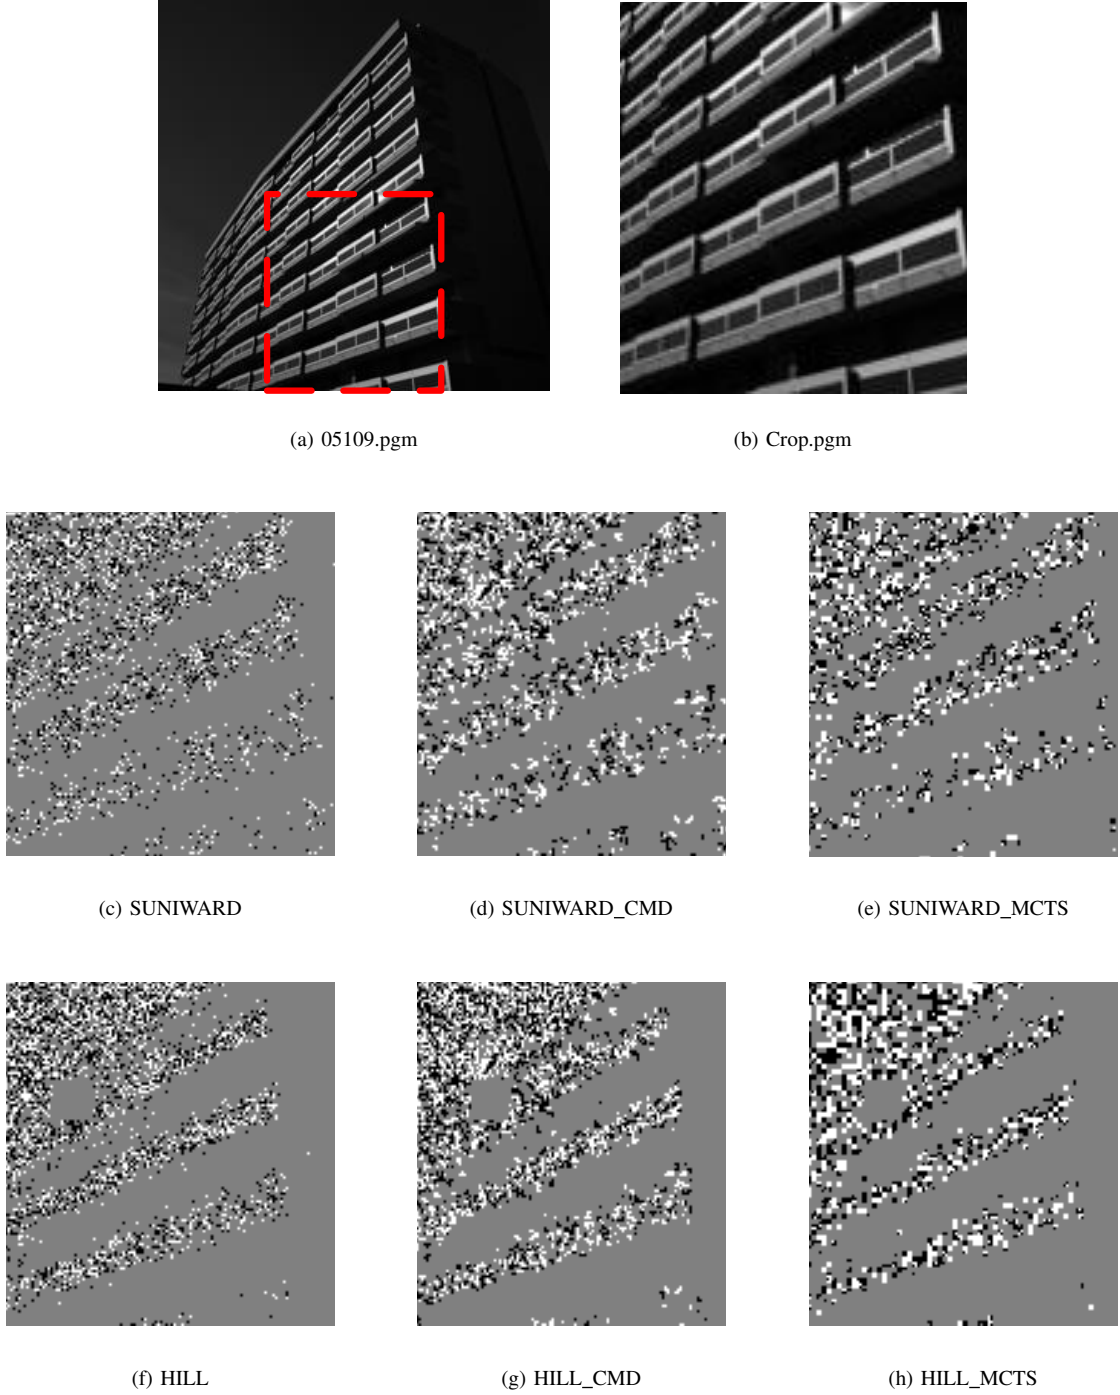 (a) 05109.pgm
(b) Crop.pgm
(c) SUNIWARD
(d) SUNIWARD_CMD
(e) SUNIWARD_MCTS
(f) HILL
(g) HILL_CMD
(h) HILL_MCTS